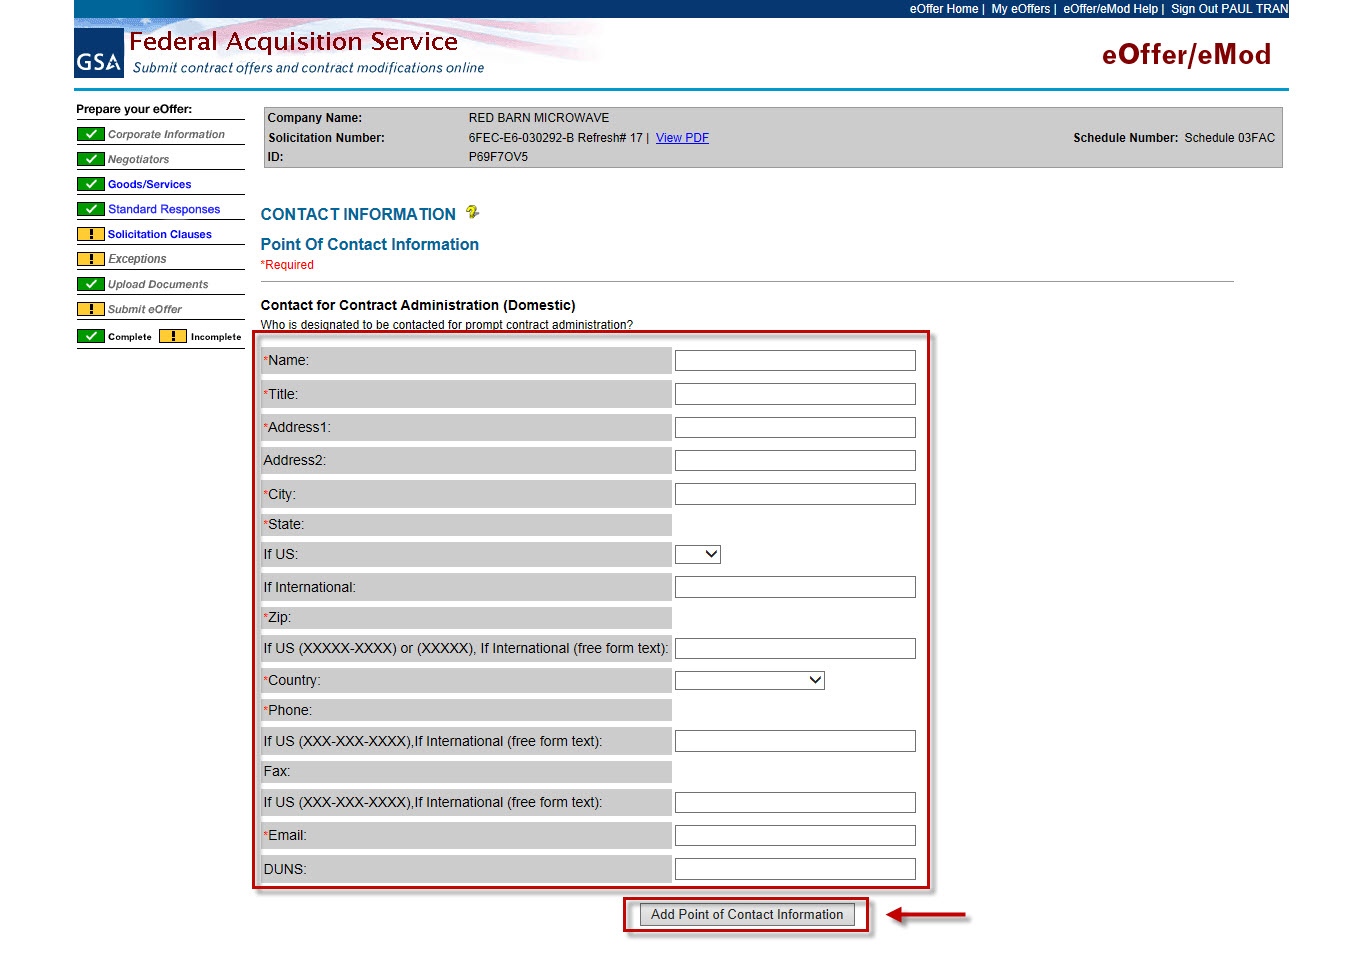 eOffer Home | My eOffers | eOffer/eMod Help | Sign Out PAUL TRAN
GSA
Federal Acquisition Service
Submit contract offers and contract modifications online
eOffer/eMod
Prepare your eOffer:
Corporate Information
Negotiators
Goods/Services
Standard Responses
! Solicitation Clauses
! Exceptions
Upload Documents
! Submit eOffer
Complete ! Incomplete
Company Name: RED BARN MICROWAVE
Solicitation Number: 6FEC-E6-030292-B Refresh# 17 | View PDF Schedule Number: Schedule 03FAC
ID: P69F7OV5
CONTACT INFORMATION ?
Point Of Contact Information
*Required
Contact for Contract Administration (Domestic)
Who is designated to be contacted for prompt contract administration?
*Name:
*Title:
*Address1:
Address2:
*City:
*State:
If US:
If International:
*Zip:
If US (XXXXX-XXXX) or (XXXXX), If International (free form text):
*Country:
*Phone:
If US (XXX-XXX-XXXX),If International (free form text):
Fax:
If US (XXX-XXX-XXXX),If International (free form text):
*Email:
DUNS:
Add Point of Contact Information